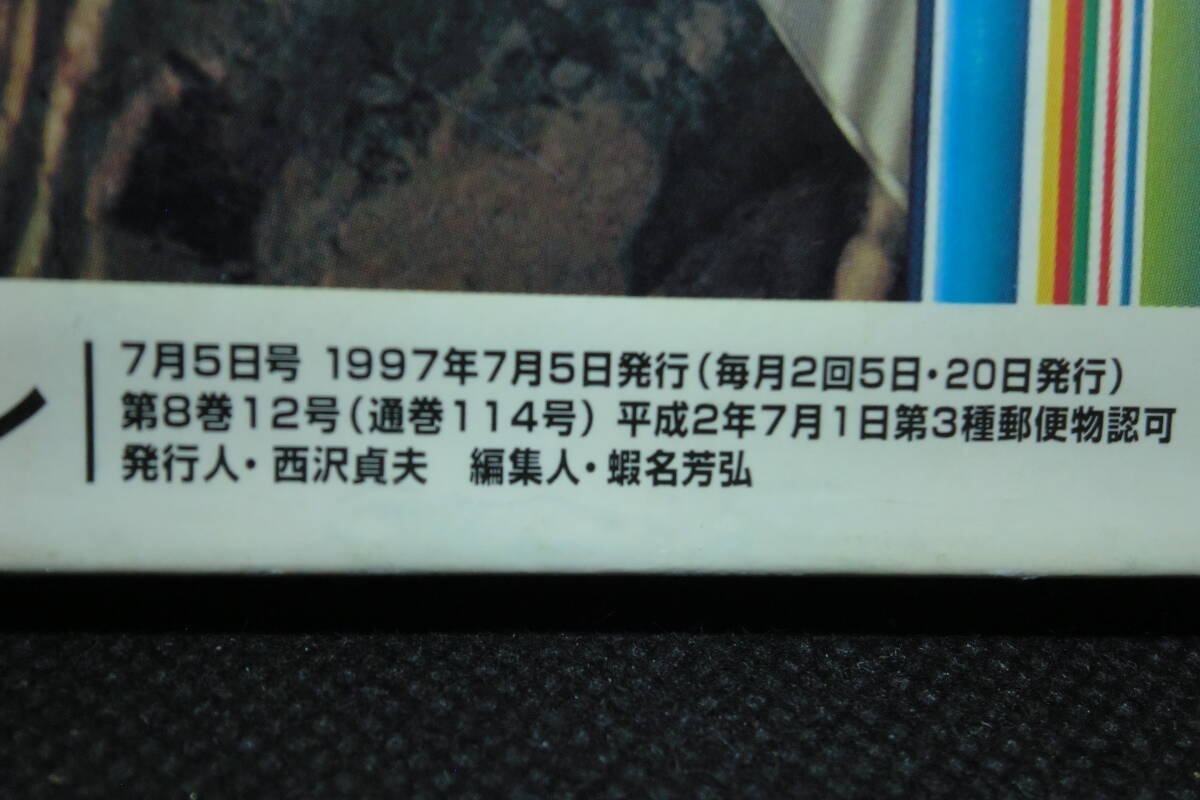 7月5日号 1997年7月5日発行(毎月2回5日・20日発行)
第8巻12号(通巻114号) 平成2年7月1日第3種郵便物認可
発行人・西沢貞夫 編集人・蝦名芳弘